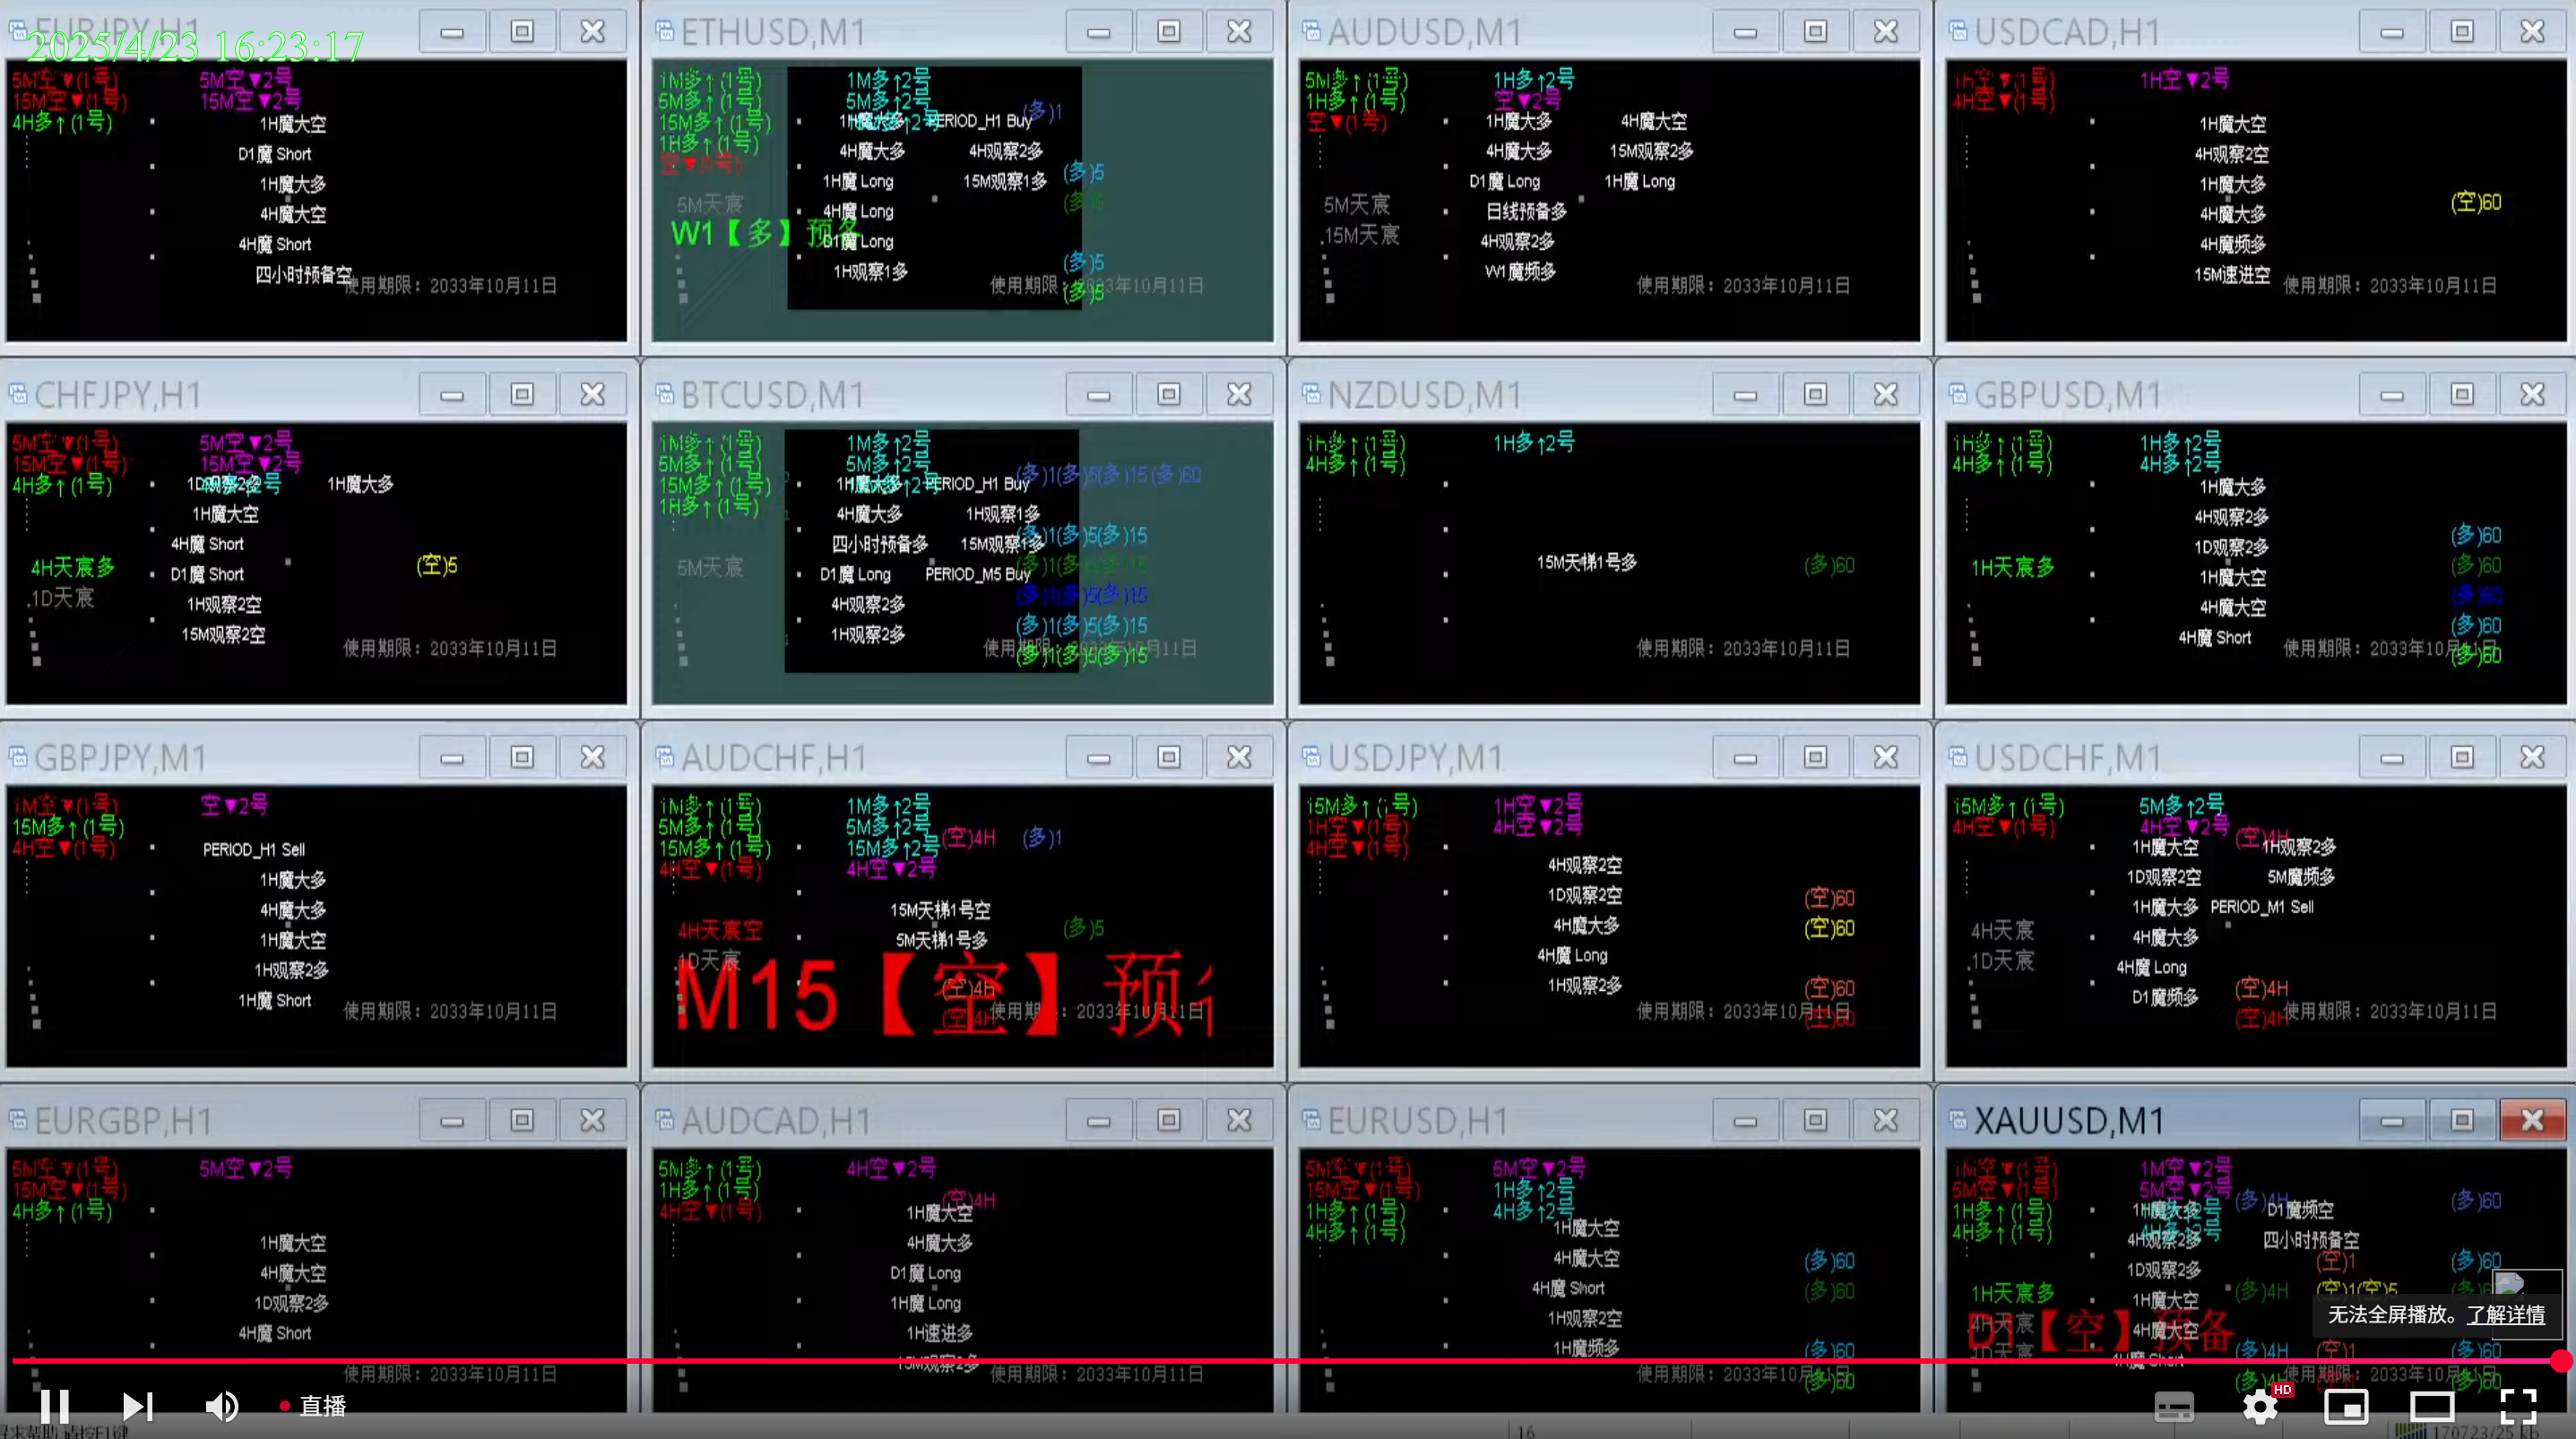 2025/4/23 16:23:17
EURJPY,H1
5M空▼(1号)
5M空▼2号
15M空▼(1号)
15M空▼2号
4H多↑(1号)
1H魔大空
D1魔 Short
1H魔大多
4H魔大空
4H魔 Short
四小时预备空
使用期限：2033年10月11日
ETHUSD,M1
1M多↑(1号)
1M多↑2号
5M多↑(1号)
5M多↑2号
15M多↑(1号)
(多)1
1H魔大多
PERIOD_H1 Buy
1H多↑(1号)
空▼(1号)
4H魔大多
4H观察2多
(多)5
1H魔 Long
15M观察1多
5M天宸
(多)5
4H魔 Long
W1【多】预备
D1魔 Long
(多)5
1H观察1多
使用期限：2033年10月11日
(多)5
AUDUSD,M1
5M多↑(1号)
1H多↑2号
1H多↑(1号)
空▼2号
空▼(1号)
1H魔大多
4H魔大空
4H魔大多
15M观察2多
D1魔 Long
1H魔 Long
5M天宸
日线预备多
.15M天宸
4H观察2多
W1魔频多
使用期限：2033年10月11日
USDCAD,H1
1H空▼(1号)
1H空▼2号
4H空▼(1号)
1H魔大空
4H观察2空
1H魔大多
(空)60
4H魔大多
4H魔频多
15M速进空
使用期限：2033年10月11日
CHFJPY,H1
5M空▼(1号)
5M空▼2号
15M空▼(1号)
15M空▼2号
4H多↑(1号)
1D观察2多
1H魔大多
1H魔大空
4H魔 Short
4H天宸多
D1魔 Short
(空)5
.1D天宸
1H观察2空
15M观察2空
使用期限：2033年10月11日
BTCUSD,M1
1M多↑(1号)
1M多↑2号
5M多↑(1号)
5M多↑2号
15M多↑(1号)
(多)1(多)5(多)15(多)60
1H魔大多
PERIOD_H1 Buy
1H多↑(1号)
4H魔大多
1H观察1多
(多)1(多)5(多)15
四小时预备多
15M观察1多
5M天宸
(多)1(多)5(多)15
D1魔 Long
PERIOD_M5 Buy
(多)1(多)5(多)15
4H观察2多
(多)1(多)5(多)15
1H观察2多
使用期限：2033年10月11日
(多)1(多)5(多)15
NZDUSD,M1
1H多↑(1号)
1H多↑2号
4H多↑(1号)
15M天梯1号多
(多)60
使用期限：2033年10月11日
GBPUSD,M1
1H多↑(1号)
1H多↑2号
4H多↑(1号)
4H多↑2号
1H魔大多
4H观察2多
1D观察2多
(多)60
1H天宸多
1H魔大空
(多)60
4H魔大空
(多)60
4H魔 Short
(多)60
使用期限：2033年10月11日
(多)60
GBPJPY,M1
1M空▼(1号)
空▼2号
15M多↑(1号)
4H空▼(1号)
PERIOD_H1 Sell
1H魔大多
4H魔大多
1H魔大空
1H观察2多
1H魔 Short
使用期限：2033年10月11日
AUDCHF,H1
1M多↑(1号)
1M多↑2号
5M多↑(1号)
5M多↑2号
(空)4H
(多)1
15M多↑(1号)
15M多↑2号
4H空▼(1号)
4H空▼2号
15M天梯1号空
4H天宸空
5M天梯1号多
(多)5
.1D天宸
M15【空】预
(空)4H
(空)4H
使用期限：2033年10月11日
USDJPY,M1
15M多↑(1号)
1H空▼2号
1H空▼(1号)
4H空▼2号
4H空▼(1号)
4H观察2空
1D观察2空
(空)60
4H魔大多
(空)60
4H魔 Long
1H观察2多
(空)60
使用期限：2033年10月11日
(空)60
USDCHF,M1
15M多↑(1号)
5M多↑2号
4H空▼(1号)
4H空▼2号
(空)4H
1H魔大空
1H观察2多
1D观察2空
5M魔频多
1H魔大多
PERIOD_M1 Sell
4H天宸
4H魔大多
.1D天宸
4H魔 Long
(空)4H
D1魔频多
(空)4H
使用期限：2033年10月11日
EURGBP,H1
5M空▼(1号)
5M空▼2号
15M空▼(1号)
4H多↑(1号)
1H魔大空
4H魔大空
1D观察2多
4H魔 Short
使用期限：2033年10月11日
AUDCAD,H1
5M多↑(1号)
4H空▼2号
1H多↑(1号)
(空)4H
4H空▼(1号)
1H魔大空
4H魔大多
D1魔 Long
1H魔 Long
1H速进多
15M观察2多
使用期限：2033年10月11日
EURUSD,H1
5M空▼(1号)
5M空▼2号
15M空▼(1号)
1H多↑2号
1H多↑(1号)
4H多↑2号
4H多↑(1号)
1H魔大空
4H魔大空
(多)60
4H魔 Short
(多)60
1H观察2空
1H魔频多
(多)60
使用期限：2033年10月11日
(多)60
XAUUSD,M1
1M空▼(1号)
1M空▼2号
5M空▼(1号)
5M空▼2号
(多)4H
(多)60
1H多↑(1号)
1H魔大多
D1魔频空
4H多↑(1号)
4H观察2多
四小时预备空
(空)1
(多)60
1D观察2多
1H天宸多
(多)4H
(空)1(空)5
1H魔大空
无法全屏播放。了解详情
4H天宸
D1【空】预备
4H魔大空
(多)4H
(空)1
(多)60
4H魔 Short
使用期限：2033年10月11日
直播
HD
寻求帮助,请按F1键
16
170723/25 kb